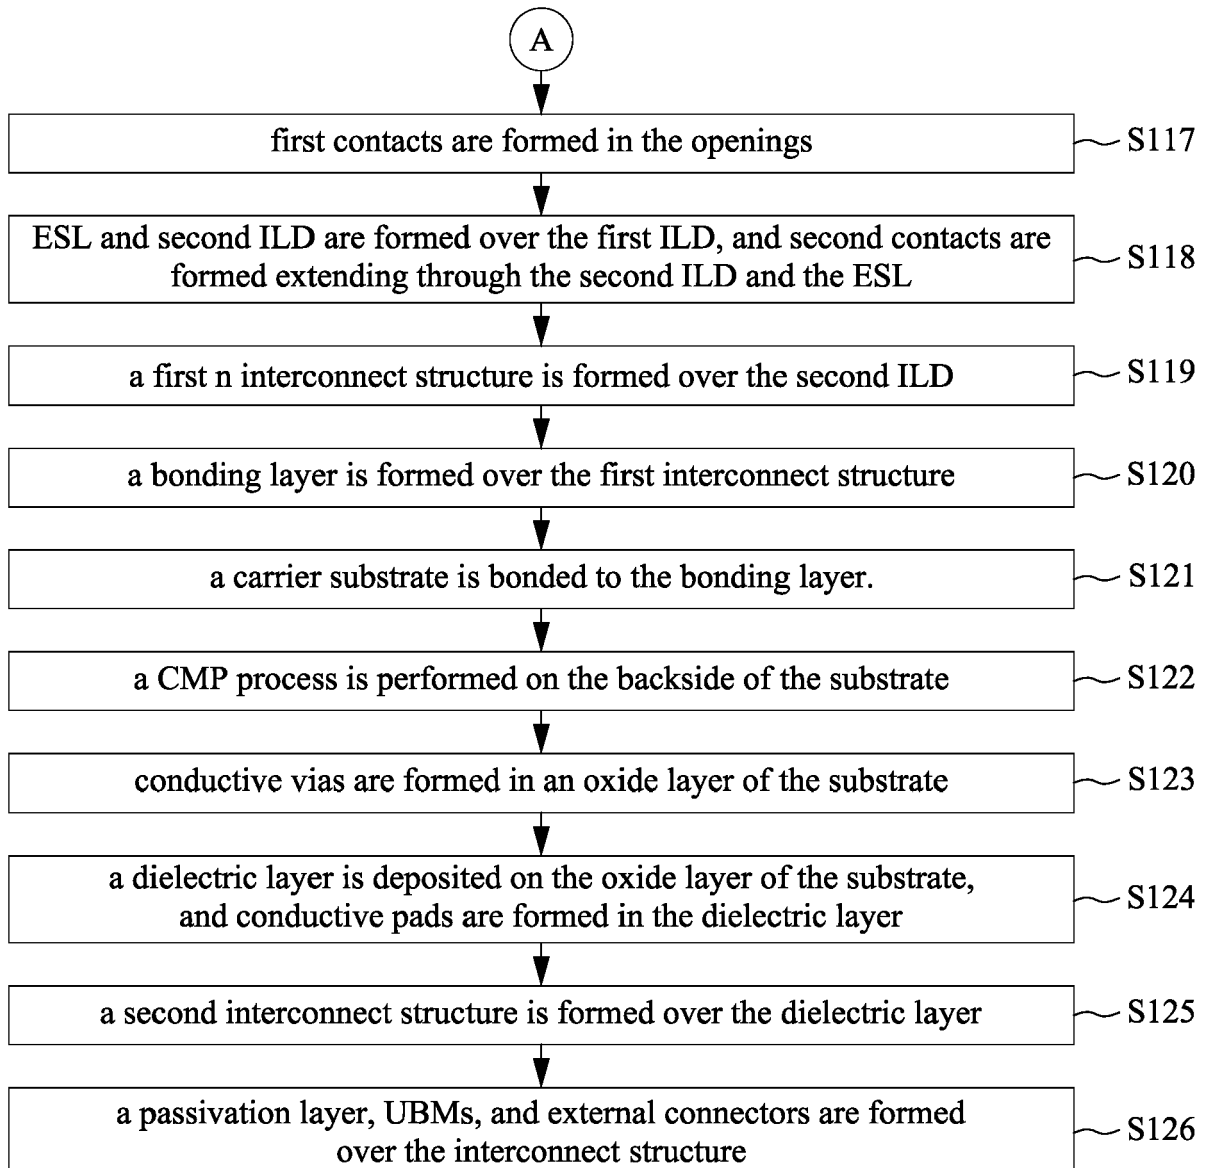 A
first contacts are formed in the openings
S117
ESL and second ILD are formed over the first ILD, and second contacts are
formed extending through the second ILD and the ESL
S118
a first n interconnect structure is formed over the second ILD
S119
a bonding layer is formed over the first interconnect structure
S120
a carrier substrate is bonded to the bonding layer.
S121
a CMP process is performed on the backside of the substrate
S122
conductive vias are formed in an oxide layer of the substrate
S123
a dielectric layer is deposited on the oxide layer of the substrate,
and conductive pads are formed in the dielectric layer
S124
a second interconnect structure is formed over the dielectric layer
S125
a passivation layer, UBMs, and external connectors are formed
over the interconnect structure
S126